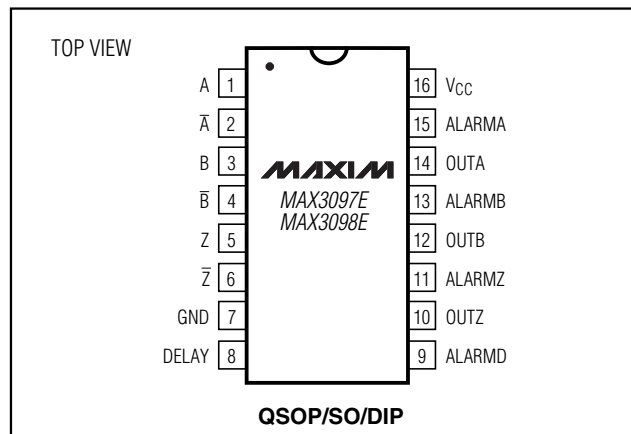 TOP VIEW
A 1
A̅ 2
B 3
B̅ 4
Z 5
Z̅ 6
GND 7
DELAY 8
MAXIM
MAX3097E
MAX3098E
16 VCC
15 ALARMA
14 OUTA
13 ALARMB
12 OUTB
11 ALARMZ
10 OUTZ
9 ALARMD
QSOP/SO/DIP